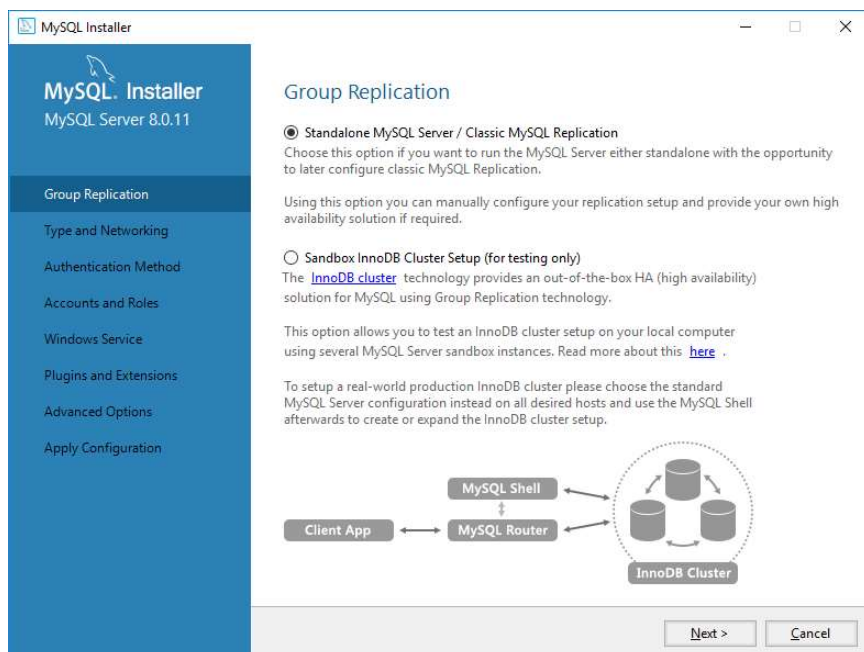 MySQL Installer
MySQL. Installer
MySQL Server 8.0.11
Group Replication
Type and Networking
Authentication Method
Accounts and Roles
Windows Service
Plugins and Extensions
Advanced Options
Apply Configuration
Group Replication
Standalone MySQL Server / Classic MySQL Replication
Choose this option if you want to run the MySQL Server either standalone with the opportunity
to later configure classic MySQL Replication.
Using this option you can manually configure your replication setup and provide your own high
availability solution if required.
Sandbox InnoDB Cluster Setup (for testing only)
The InnoDB cluster technology provides an out-of-the-box HA (high availability)
solution for MySQL using Group Replication technology.
This option allows you to test an InnoDB cluster setup on your local computer
using several MySQL Server sandbox instances. Read more about this here .
To setup a real-world production InnoDB cluster please choose the standard
MySQL Server configuration instead on all desired hosts and use the MySQL Shell
afterwards to create or expand the InnoDB cluster setup.
MySQL Shell
Client App
MySQL Router
InnoDB Cluster
Next >
Cancel